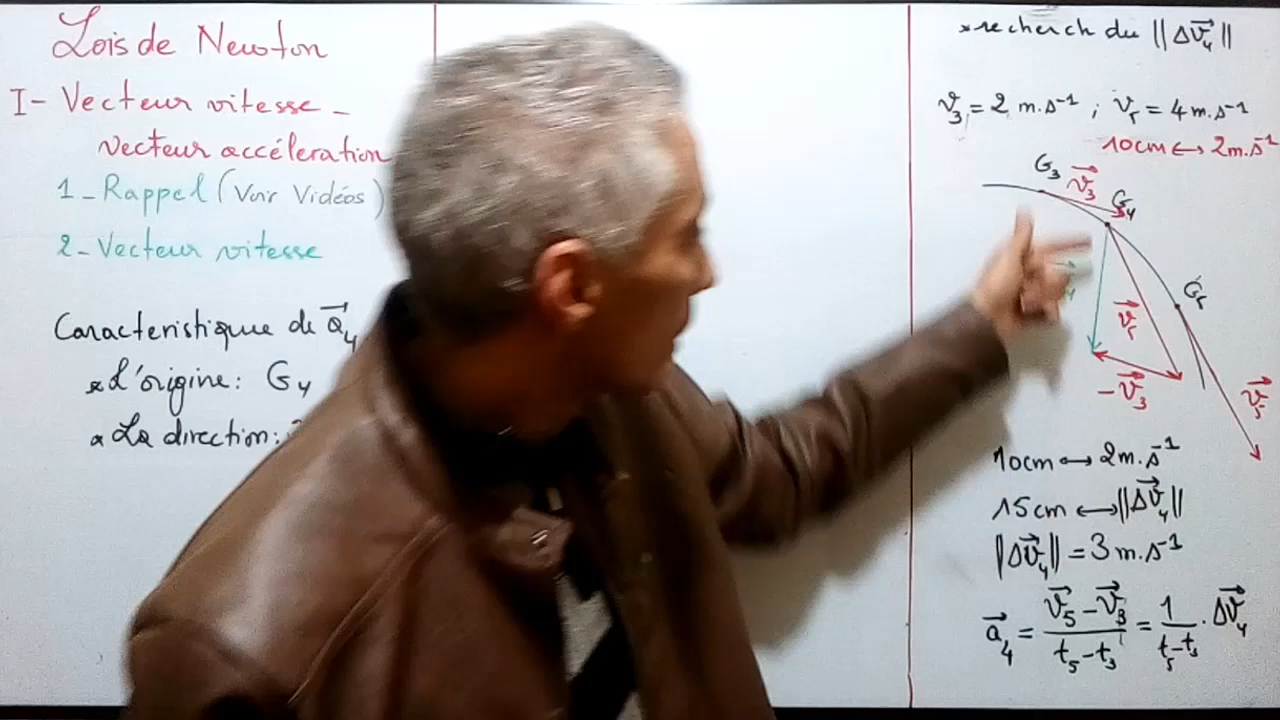 Lois de Newton
I- Vecteur vitesse -
vecteur accéleration
1_Rappel (Voir Vidéos)
2-Vecteur vitesse
Caracteristique de a⃗₄
*L'origine: G₄
*La direction:
*recherch du ||Δv⃗₄||
v₃ = 2 m.s⁻¹ ; v₅ = 4 m.s⁻¹
10cm ↔ 2m.s⁻¹
G₃ v⃗₃ G₄
G₅
v⃗₅
-v⃗₃
v⃗₅
10cm ↔ 2m.s⁻¹
15cm ↔ ||Δv⃗₄||
||Δv⃗₄|| = 3 m.s⁻¹
a⃗₄ = (v⃗₅ - v⃗₃)/(t₅ - t₃) = 1/(t₅ - t₃) . Δv⃗₄